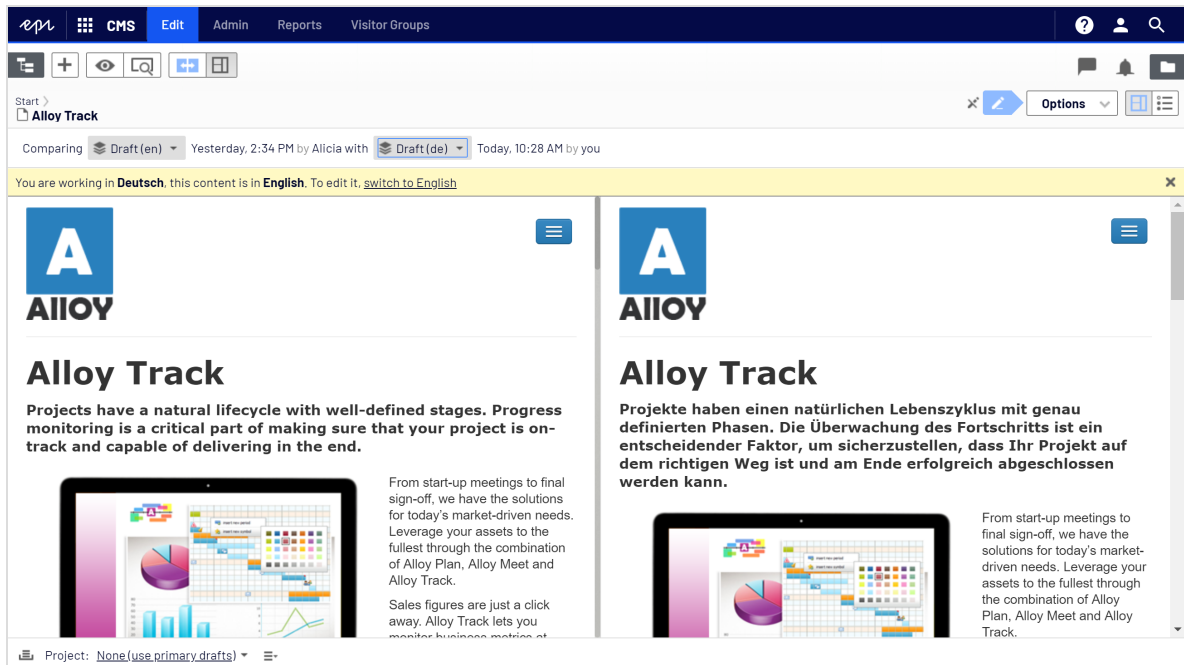 epi CMS Edit Admin Reports Visitor Groups
Start
Alloy Track
Options
Comparing Draft (en) Yesterday, 2:34 PM by Alicia with Draft (de) Today, 10:28 AM by you
You are working in Deutsch, this content is in English. To edit it, switch to English
A
AllOY
Alloy Track
Projects have a natural lifecycle with well-defined stages. Progress
monitoring is a critical part of making sure that your project is on-
track and capable of delivering in the end.
From start-up meetings to final
sign-off, we have the solutions
for today's market-driven needs.
Leverage your assets to the
fullest through the combination
of Alloy Plan, Alloy Meet and
Alloy Track.
Sales figures are just a click
away. Alloy Track lets you
monitor business metrics at
A
AllOY
Alloy Track
Projekte haben einen natürlichen Lebenszyklus mit genau
definierten Phasen. Die Überwachung des Fortschritts ist ein
entscheidender Faktor, um sicherzustellen, dass Ihr Projekt auf
dem richtigen Weg ist und am Ende erfolgreich abgeschlossen
werden kann.
From start-up meetings to
final sign-off, we have the
solutions for today's market-
driven needs. Leverage your
assets to the fullest through
the combination of Alloy
Plan, Alloy Meet and Alloy
Track.
Project: None (use primary drafts)